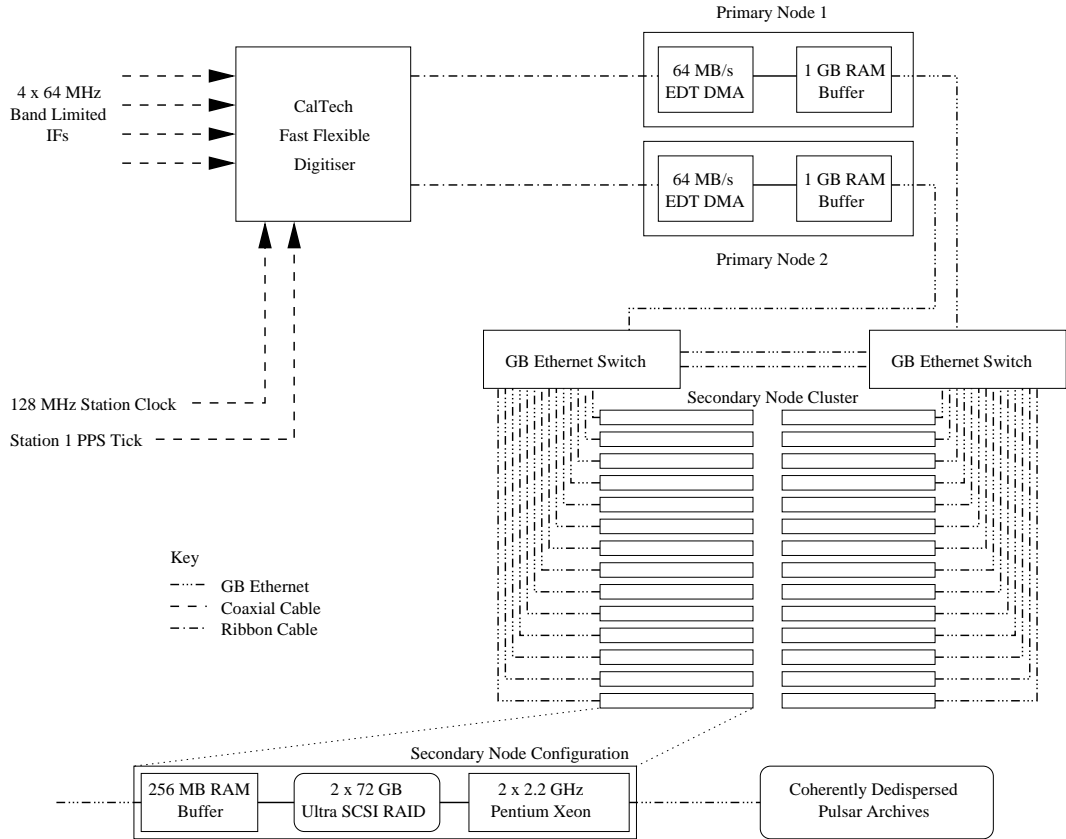 Primary Node 1
4 x 64 MHz
Band Limited
IFs
CalTech
Fast Flexible
Digitiser
64 MB/s
EDT DMA
1 GB RAM
Buffer
64 MB/s
EDT DMA
1 GB RAM
Buffer
Primary Node 2
GB Ethernet Switch
GB Ethernet Switch
128 MHz Station Clock
Station 1 PPS Tick
Secondary Node Cluster
Key
GB Ethernet
Coaxial Cable
Ribbon Cable
Secondary Node Configuration
256 MB RAM
Buffer
2 x 72 GB
Ultra SCSI RAID
2 x 2.2 GHz
Pentium Xeon
Coherently Dedispersed
Pulsar Archives